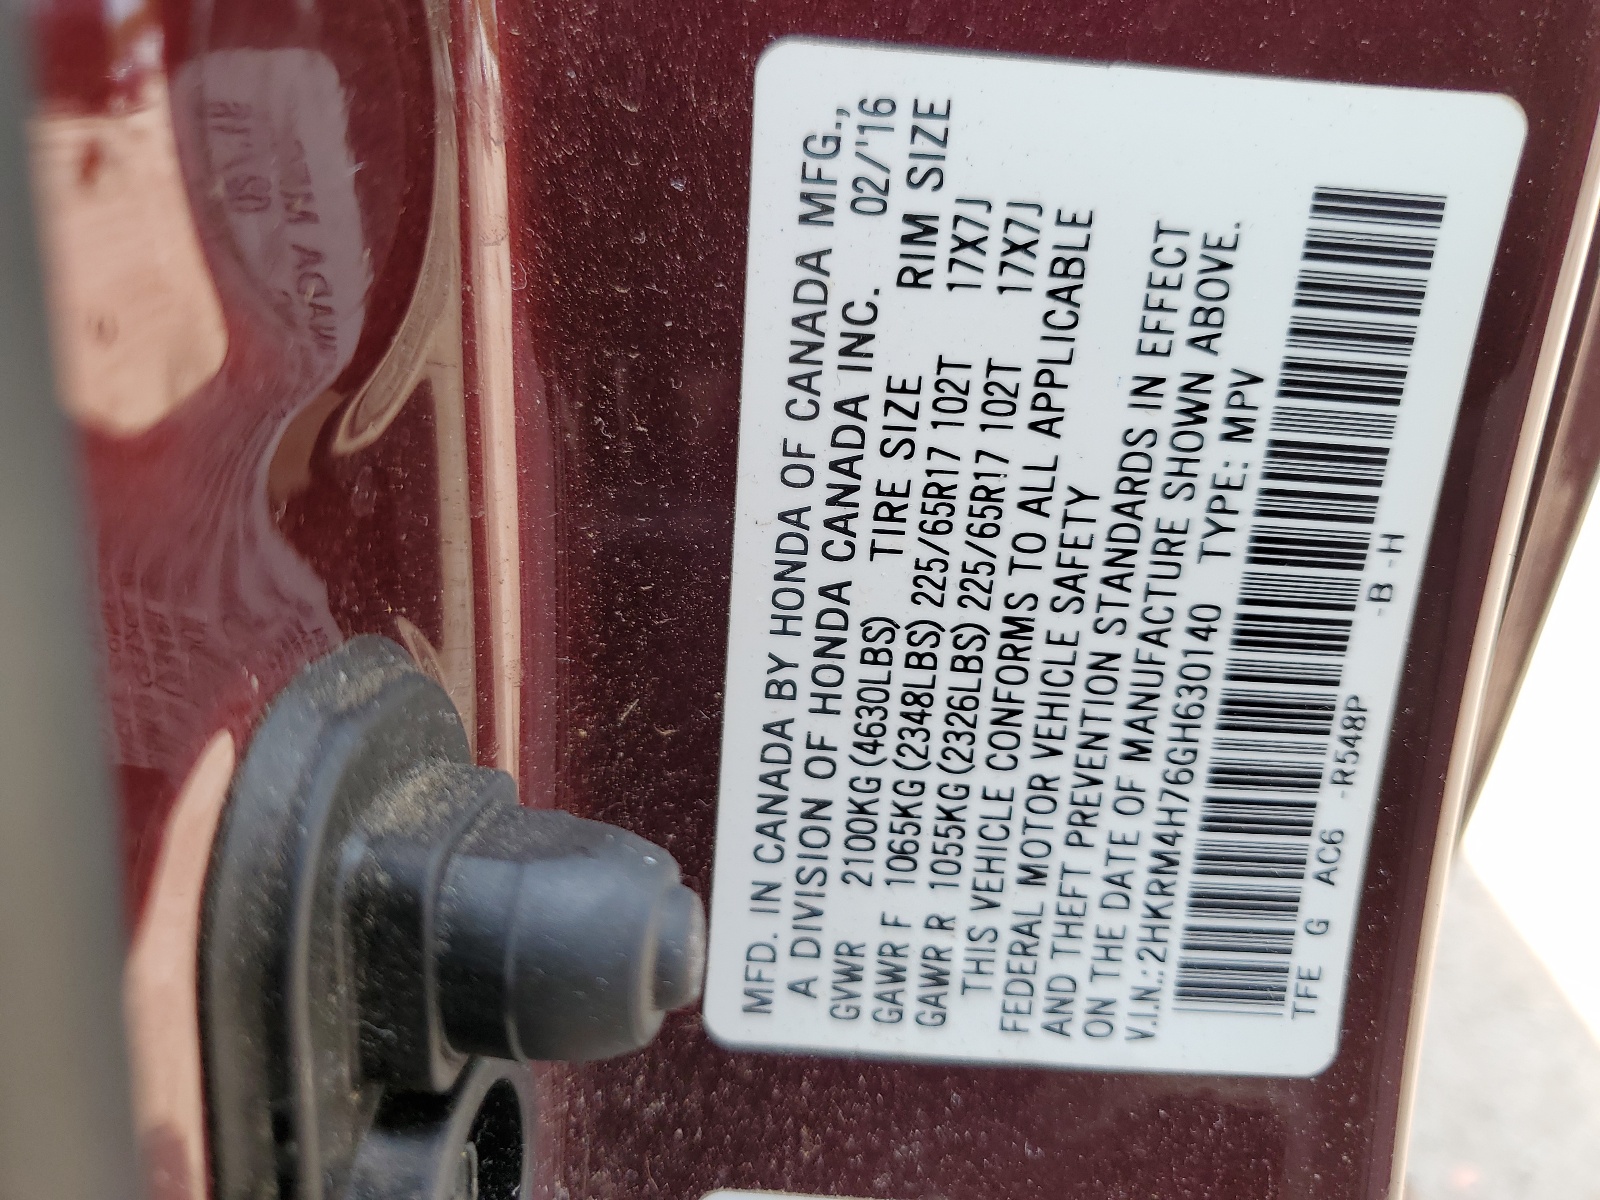 MFD. IN CANADA BY HONDA OF CANADA MFG.,
A DIVISION OF HONDA CANADA INC. 02/'16
GVWR 2100KG (4630LBS) TIRE SIZE RIM SIZE
GAWR F 1065KG (2348LBS) 225/65R17 102T 17X7J
GAWR R 1055KG (2326LBS) 225/65R17 102T 17X7J
THIS VEHICLE CONFORMS TO ALL APPLICABLE
FEDERAL MOTOR VEHICLE SAFETY
AND THEFT PREVENTION STANDARDS IN EFFECT
ON THE DATE OF MANUFACTURE SHOWN ABOVE.
V.I.N.: 2HKRM4H76GH630140 TYPE: MPV
TFE G AC6 -R548P -B -H